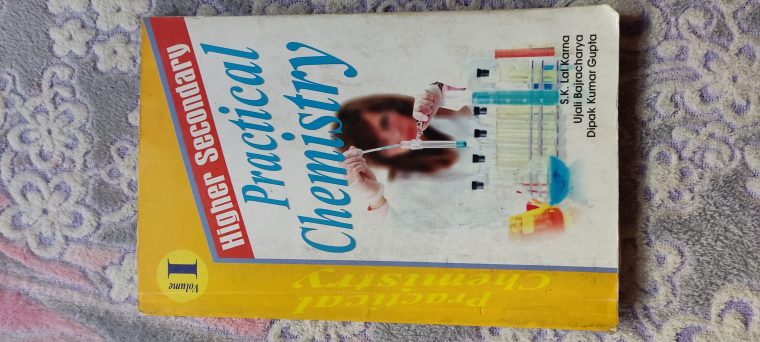 Higher Secondary
Practical
Chemistry
S.K. Lal Karna
Ujali Bajracharya
Dipak Kumar Gupta
Volume
I
Practical
Chemistry